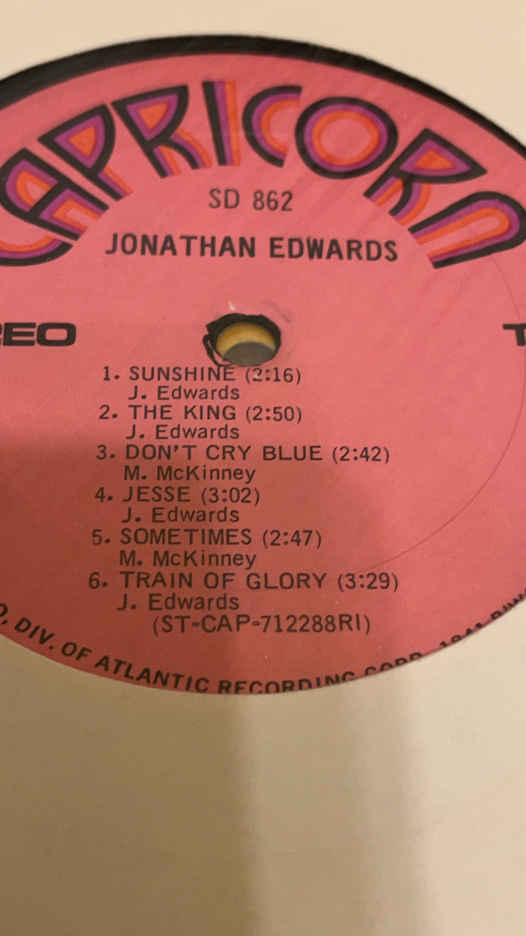 CAPRICORN
SD 862
JONATHAN EDWARDS
EO
T
1. SUNSHINE (2:16)
J. Edwards
2. THE KING (2:50)
J. Edwards
3. DON'T CRY BLUE (2:42)
M. McKinney
4. JESSE (3:02)
J. Edwards
5. SOMETIMES (2:47)
M. McKinney
6. TRAIN OF GLORY (3:29)
J. Edwards
(ST-CAP-712288RI)
DIV. OF ATLANTIC RECORDING CORP. 1841